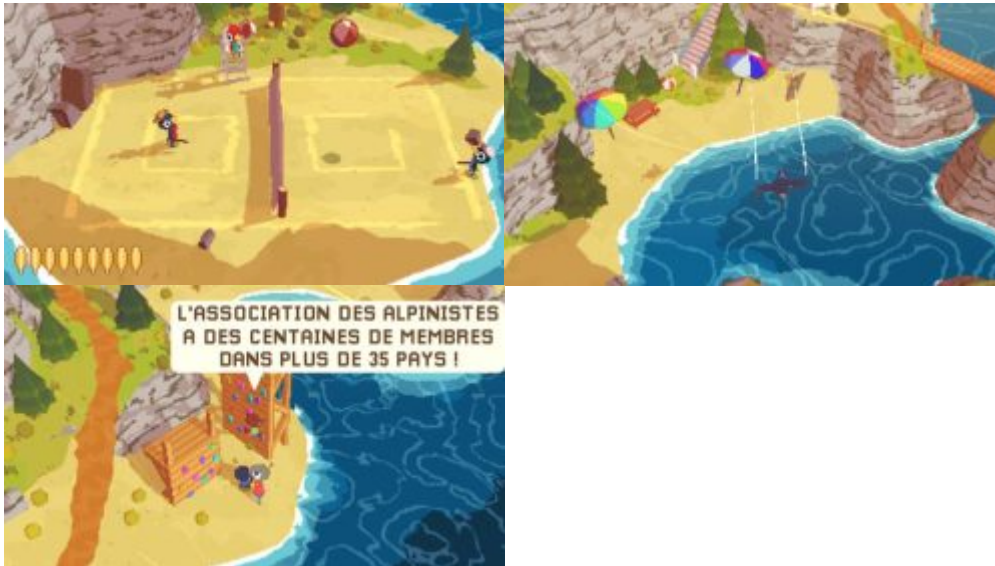 L'ASSOCIATION DES ALPINISTES
A DES CENTAINES DE MEMBRES
DANS PLUS DE 35 PAYS !